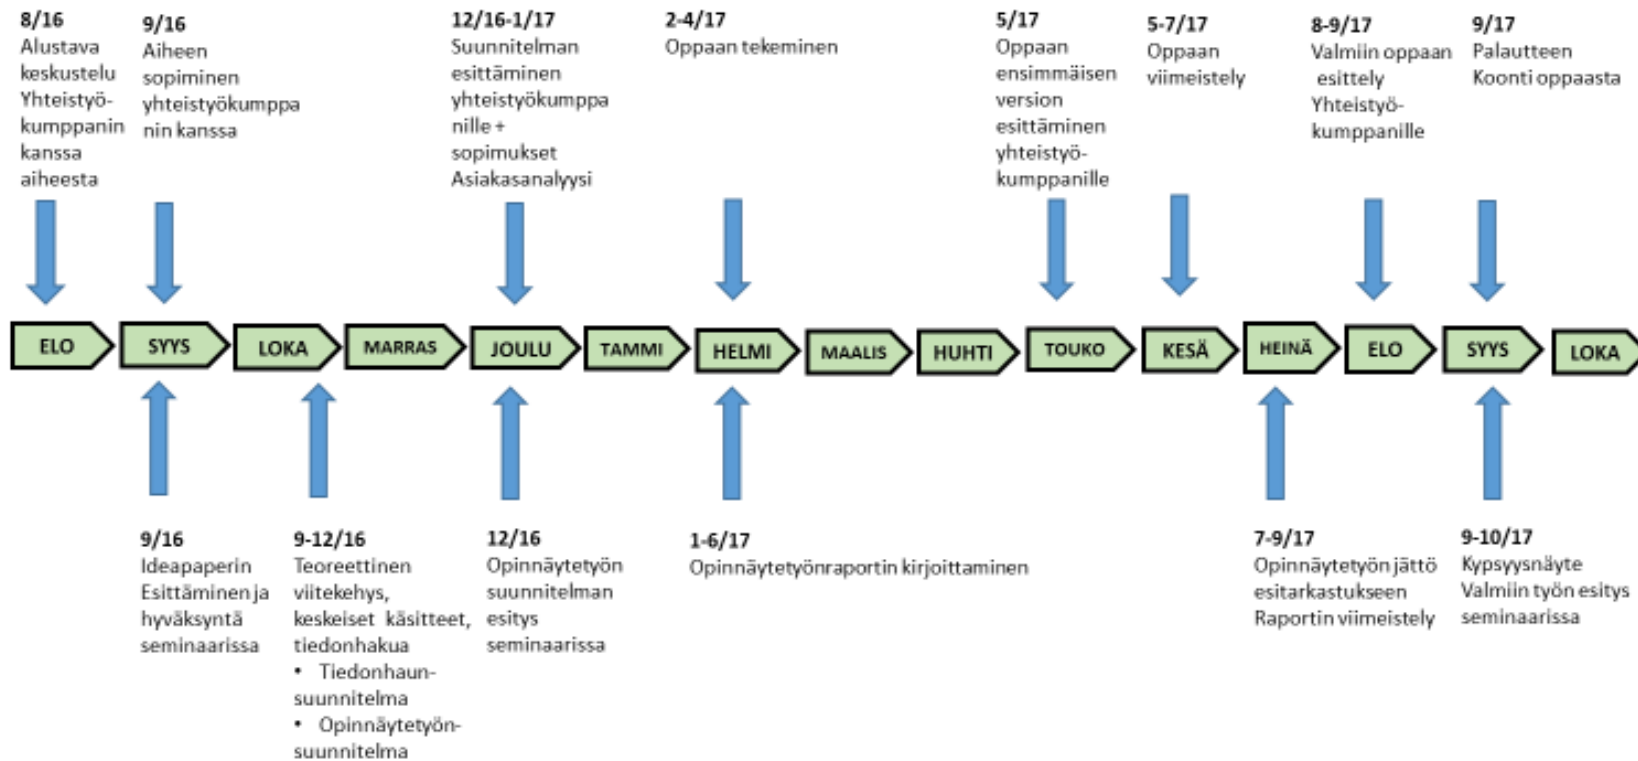 8/16
Alustava
keskustelu
Yhteistyö-
kumppanin
kanssa
aiheesta
9/16
Aiheen
sopiminen
yhteistyökumppa
nin kanssa
12/16-1/17
Suunnitelman
esittäminen
yhteistyökumppa
nille +
sopimukset
Asiakasanalyysi
2-4/17
Oppaan tekeminen
5/17
Oppaan
ensimmäisen
version
esittäminen
yhteistyö-
kumppanille
5-7/17
Oppaan
viimeistely
8-9/17
Valmiin oppaan
esittely
Yhteistyö-
kumppanille
9/17
Palautteen
Koonti oppaasta
ELO
SYYS
LOKA
MARRAS
JOULU
TAMMI
HELMI
MAALIS
HUHTI
TOUKO
KESÄ
HEINÄ
ELO
SYYS
LOKA
9/16
Ideapaperin
Esittäminen ja
hyväksyntä
seminaarissa
9-12/16
Teoreettinen
viitekehys,
keskeiset käsitteet,
tiedonhakua
• Tiedonhaun-
suunnitelma
• Opinnäytetyön-
suunnitelma
12/16
Opinnäytetyön
suunnitelman
esitys
seminaarissa
1-6/17
Opinnäytetyönraportin kirjoittaminen
7-9/17
Opinnäytetyön jättö
esitarkastukseen
Raportin viimeistely
9-10/17
Kypsyysnäyte
Valmiin työn esitys
seminaarissa